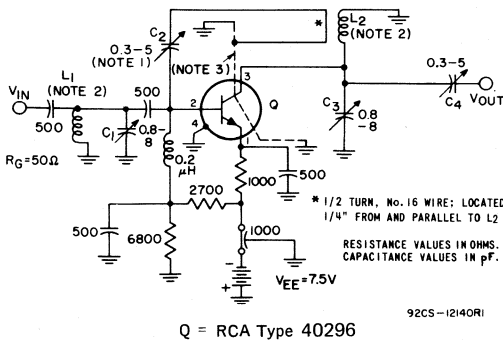 *
C2
0.3-5
(NOTE 1)
L2
(NOTE 2)
(NOTE 3)
3
L1
(NOTE 2)
VIN
500
500
C1
0.8-
8
2
4
1
Q
0.3-5
C4
VOUT
C3
0.8
-8
RG=50Ω
0.2
μH
1000
500
2700
500
6800
1000
* 1/2 TURN, No.16 WIRE; LOCATED
1/4" FROM AND PARALLEL TO L2
RESISTANCE VALUES IN OHMS.
CAPACITANCE VALUES IN pF.
-
+
VEE=7.5V
92CS-12140R1
Q = RCA Type 40296